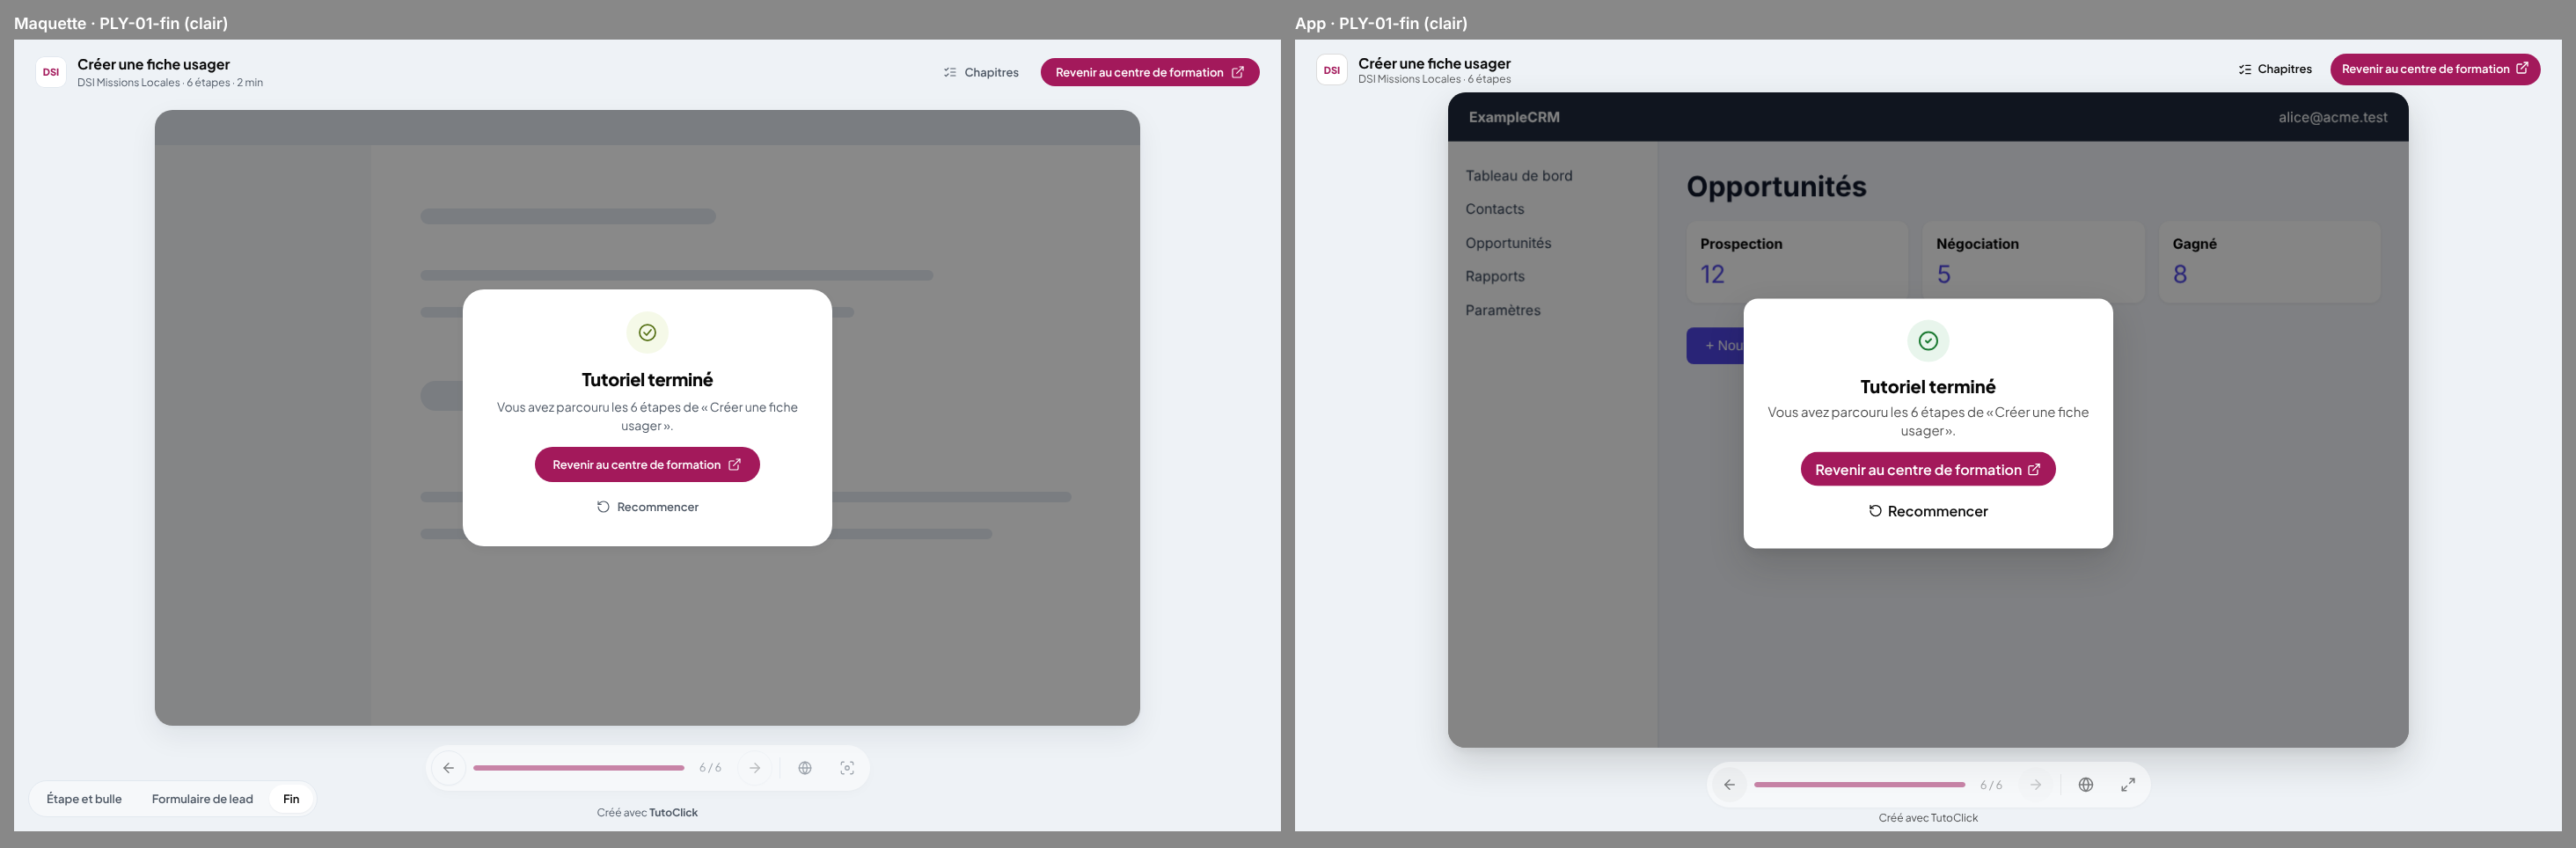 Maquette · PLY-01-fin (clair)
DSI
Créer une fiche usager
DSI Missions Locales · 6 étapes · 2 min
Chapitres
Revenir au centre de formation
Tutoriel terminé
Vous avez parcouru les 6 étapes de « Créer une fiche
usager ».
Revenir au centre de formation
Recommencer
6 / 6
Étape et bulle
Formulaire de lead
Fin
Créé avec TutoClick
App · PLY-01-fin (clair)
DSI
Créer une fiche usager
DSI Missions Locales · 6 étapes
Chapitres
Revenir au centre de formation
ExampleCRM
alice@acme.test
Tableau de bord
Contacts
Opportunités
Rapports
Paramètres
Opportunités
Prospection
12
Négociation
5
Gagné
8
+ Nou
Tutoriel terminé
Vous avez parcouru les 6 étapes de « Créer une fiche
usager ».
Revenir au centre de formation
Recommencer
6 / 6
Créé avec TutoClick